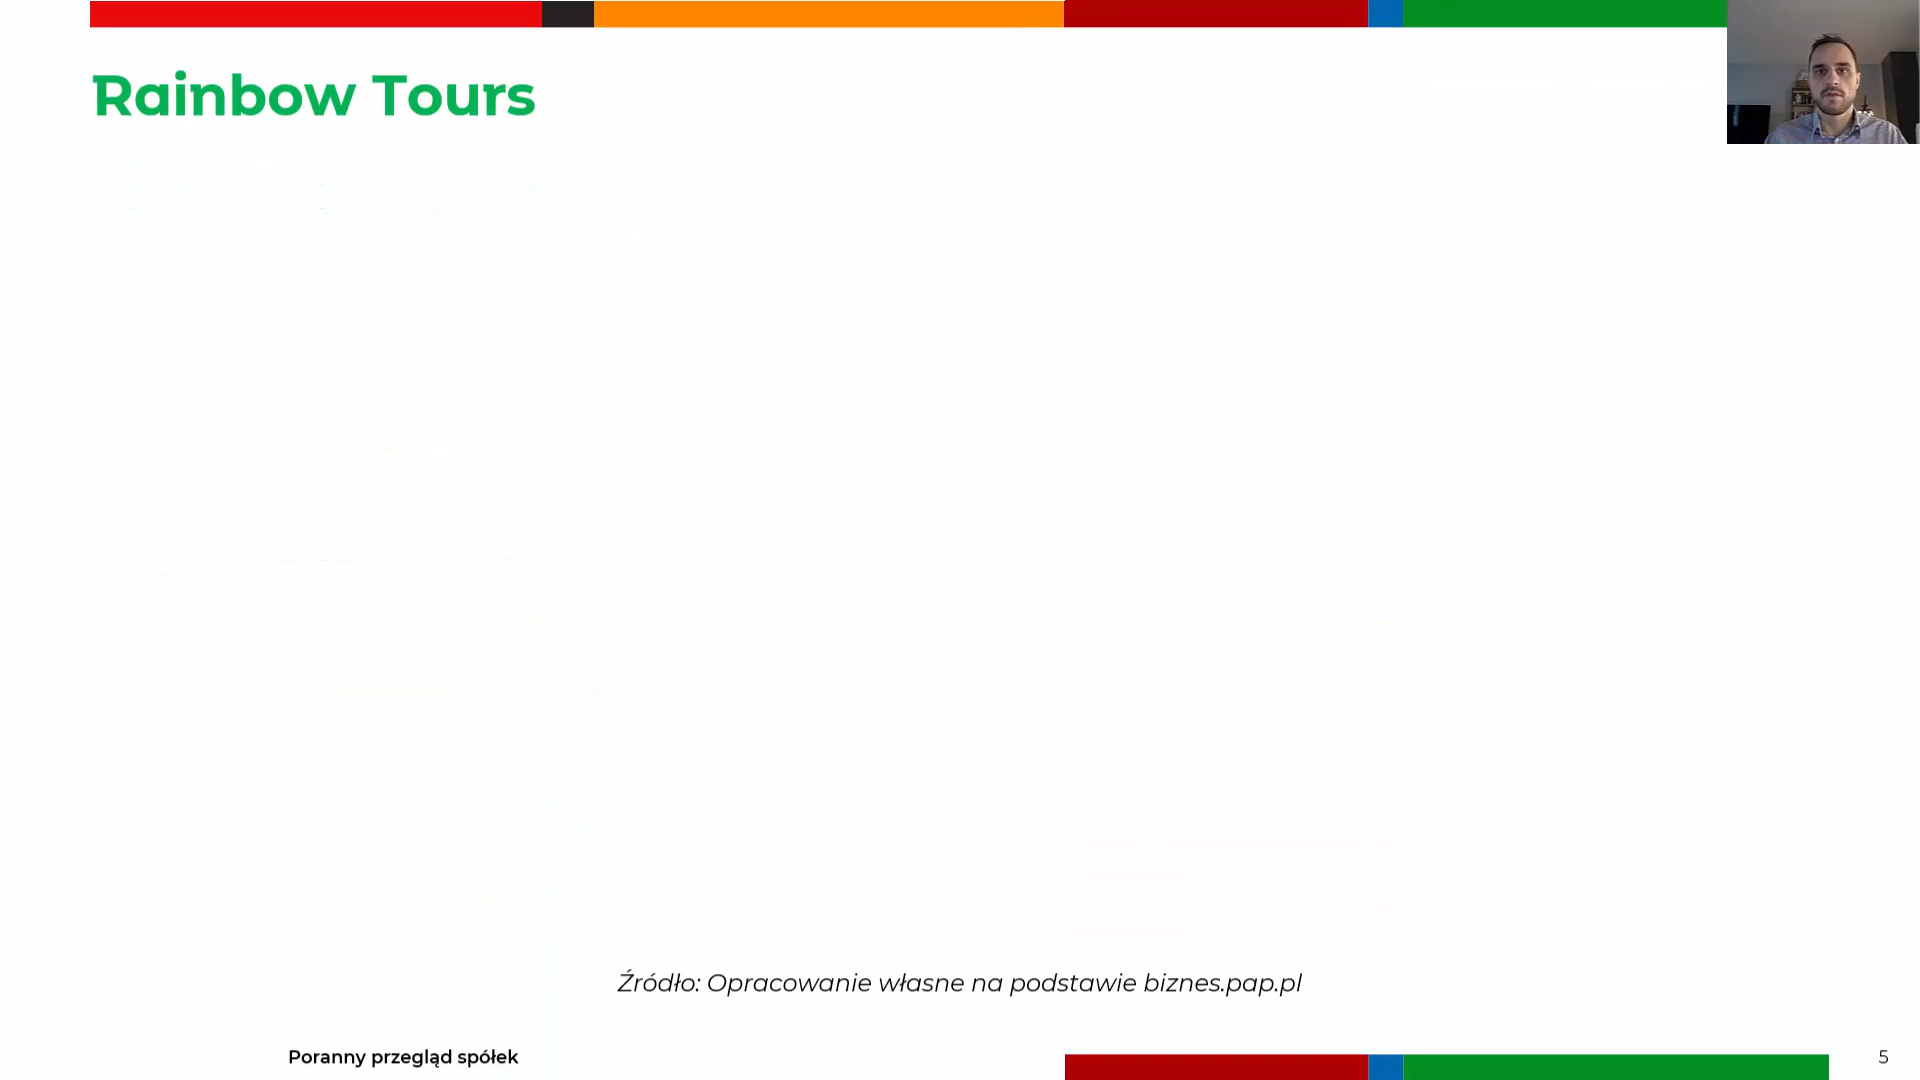 Rainbow Tours
Źródło: Opracowanie własne na podstawie biznes.pap.pl
Poranny przegląd spółek
5